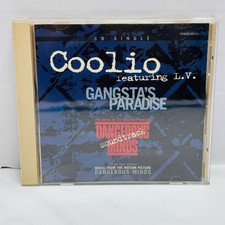 CD SINGLE
Coolio
featuring L.V.
GANGSTA'S
PARADISE
DANGEROUS
MINDS
soundtrack
MUSIC FROM THE MOTION PICTURE
DANGEROUS MINDS